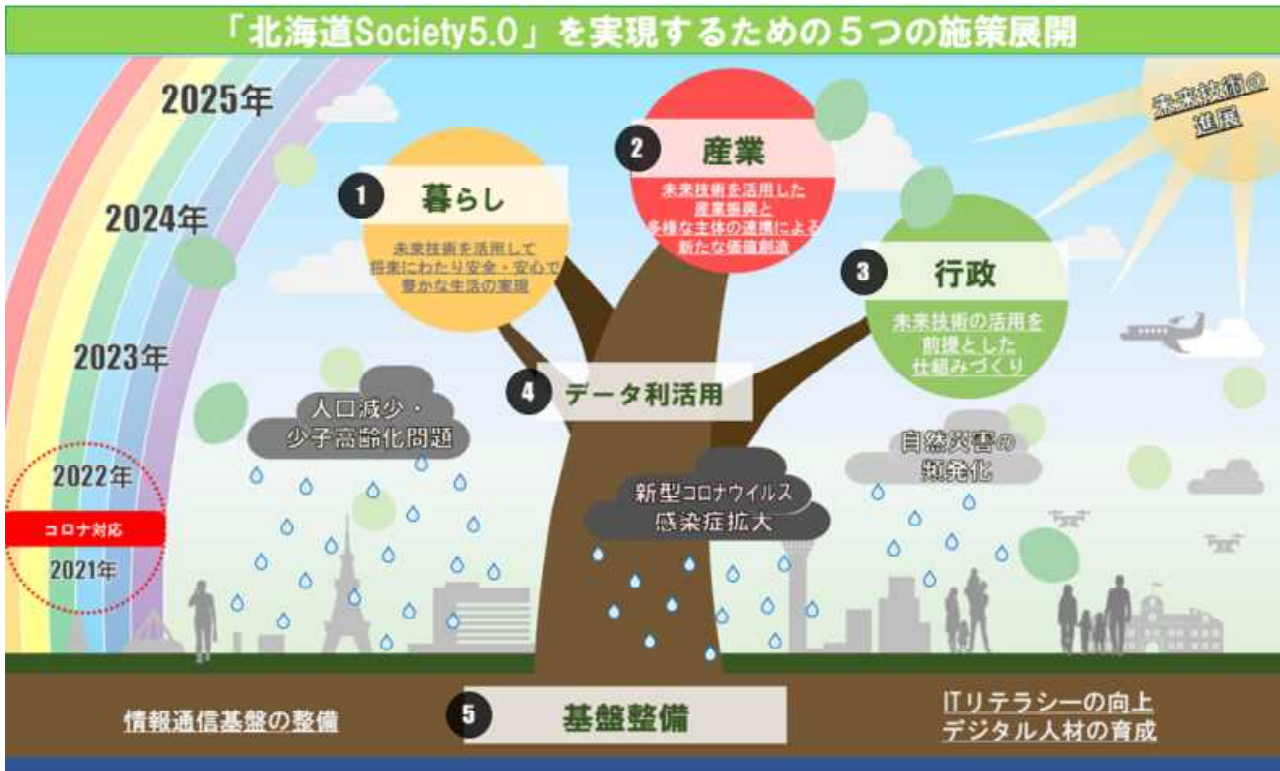 「北海道Society5.0」を実現するための５つの施策展開
2025年
2024年
2023年
2022年
コロナ対応
2021年
未来技術の
進展
1
暮らし
未来技術を活用して
将来にわたり安全・安心で
豊かな生活の実現
2
産業
未来技術を活用した
産業振興と
多様な主体の連携による
新たな価値創造
3
行政
未来技術の活用を
前提とした
仕組みづくり
4
データ利活用
人口減少・
少子高齢化問題
新型コロナウイルス
感染症拡大
自然災害の
頻発化
情報通信基盤の整備
5
基盤整備
ITリテラシーの向上
デジタル人材の育成